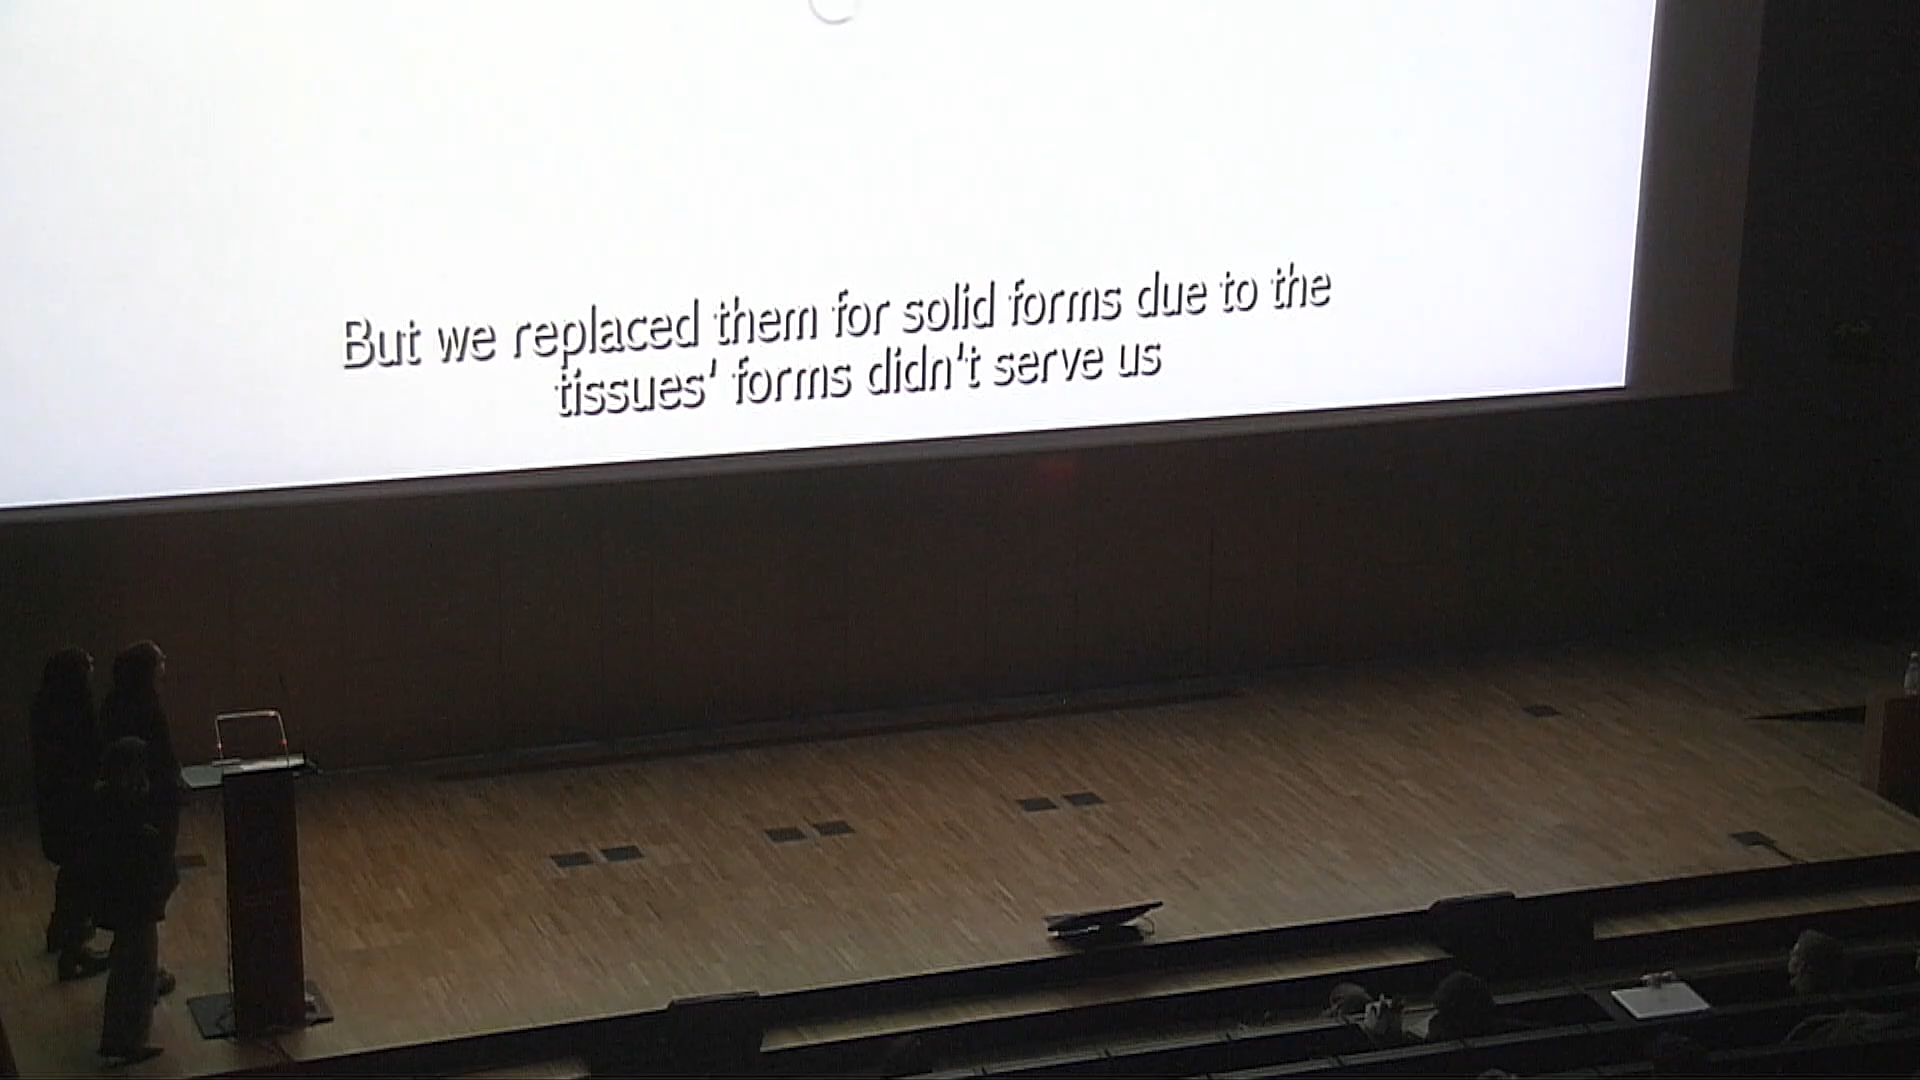 But we replaced them for solid forms due to the
tissues' forms didn't serve us